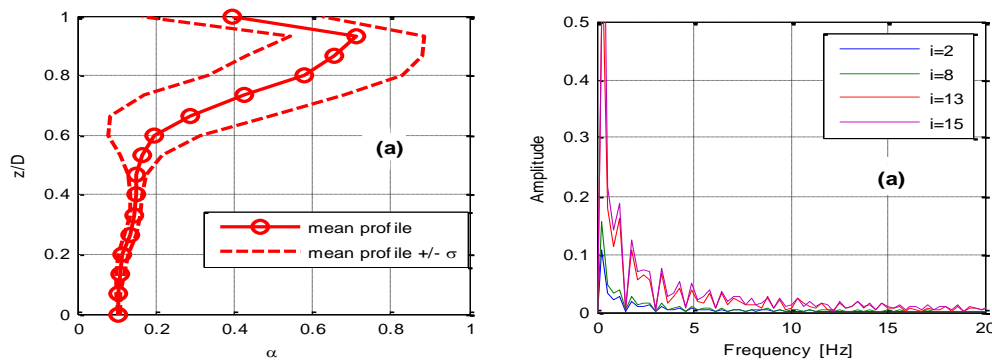 1
0.8
0.6
0.4
0.2
0
z/D
0 0.2 0.4 0.6 0.8 1
α
(a)
mean profile
mean profile +/- σ
0.5
0.4
0.3
0.2
0.1
0
Amplitude
0 5 10 15 20
Frequency [Hz]
i=2
i=8
i=13
i=15
(a)